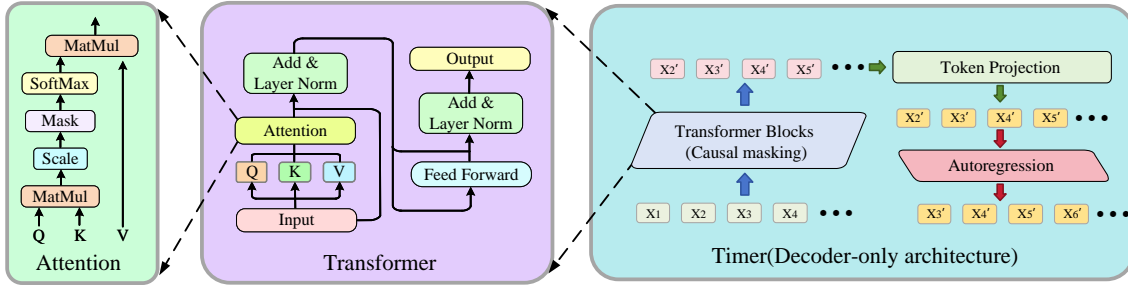 MatMul
SoftMax
Mask
Scale
MatMul
Q K V
Attention
Add &
Layer Norm
Attention
Q K V
Input
Output
Add &
Layer Norm
Feed Forward
Transformer
X2′ X3′ X4′ X5′ •••
Transformer Blocks
(Causal masking)
X1 X2 X3 X4 •••
Token Projection
X2′ X3′ X4′ X5′ •••
Autoregression
X3′ X4′ X5′ X6′ •••
Timer(Decoder-only architecture)